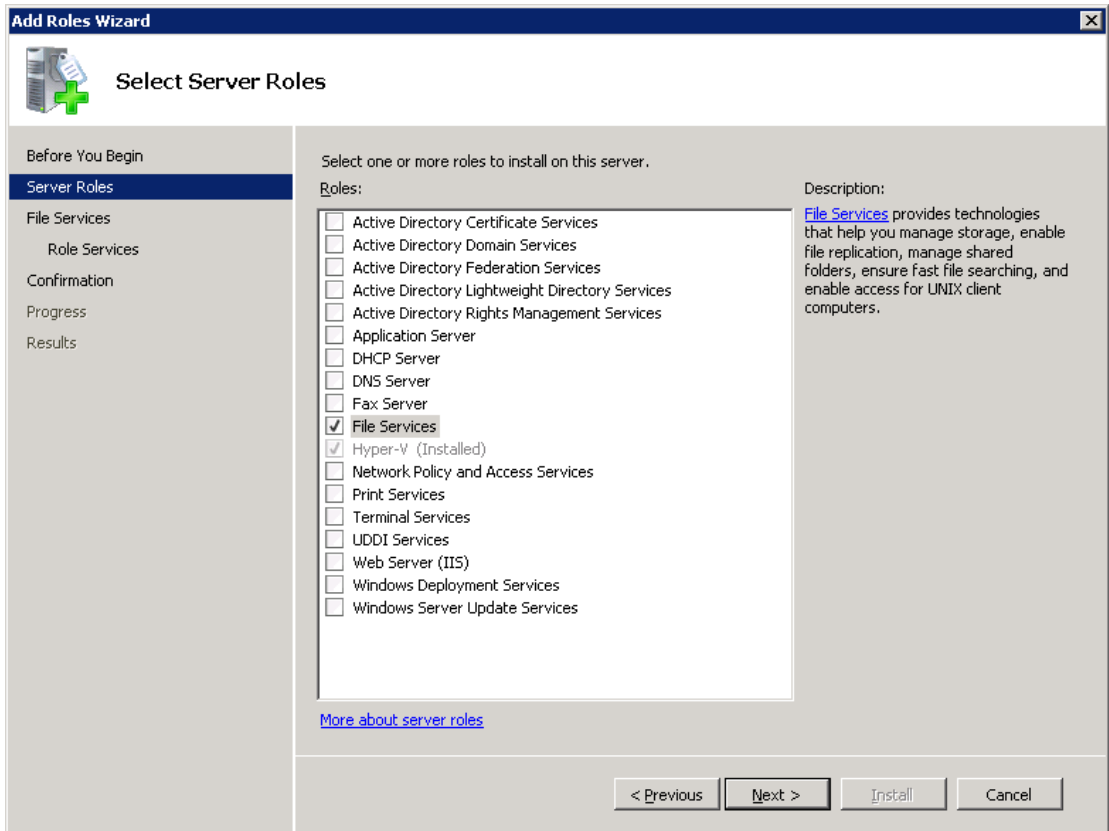 Add Roles Wizard
Select Server Roles
Before You Begin
Server Roles
File Services
Role Services
Confirmation
Progress
Results
Select one or more roles to install on this server.
Roles:
Active Directory Certificate Services
Active Directory Domain Services
Active Directory Federation Services
Active Directory Lightweight Directory Services
Active Directory Rights Management Services
Application Server
DHCP Server
DNS Server
Fax Server
File Services
Hyper-V (Installed)
Network Policy and Access Services
Print Services
Terminal Services
UDDI Services
Web Server (IIS)
Windows Deployment Services
Windows Server Update Services
More about server roles
Description:
File Services provides technologies
that help you manage storage, enable
file replication, manage shared
folders, ensure fast file searching, and
enable access for UNIX client
computers.
< Previous
Next >
Install
Cancel